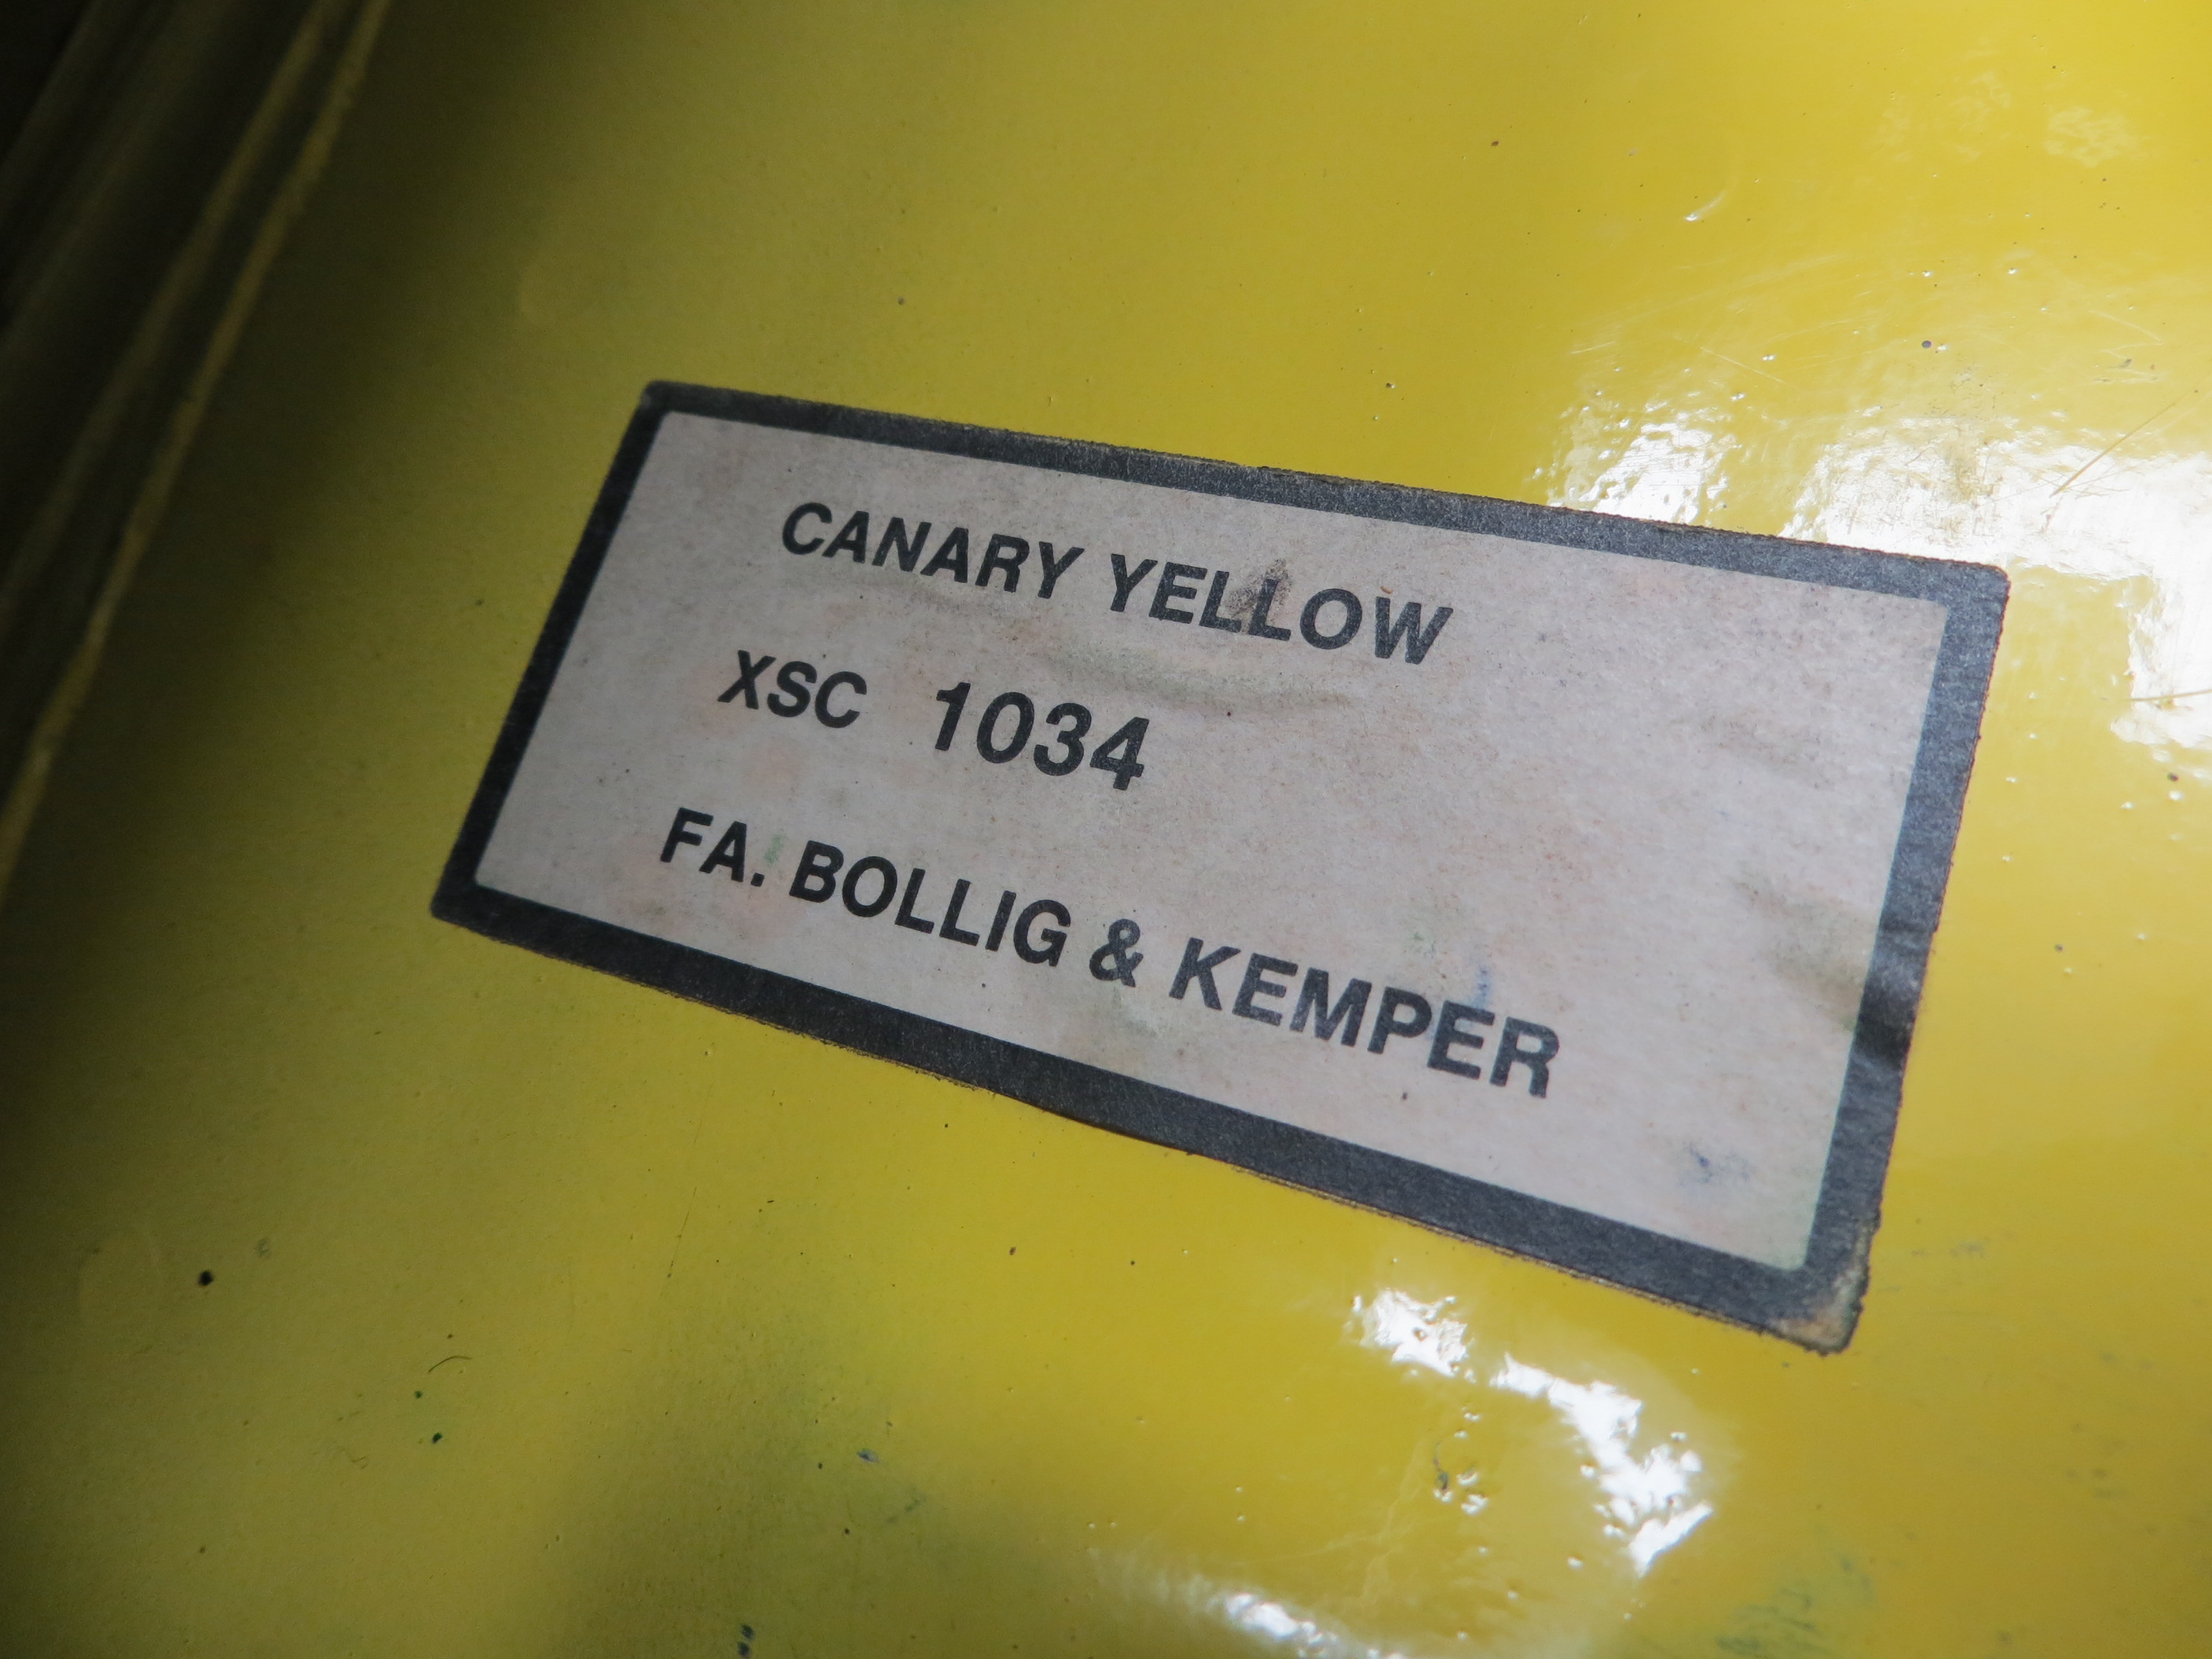 CANARY YELLOW
XSC 1034
FA. BOLLIG & KEMPER